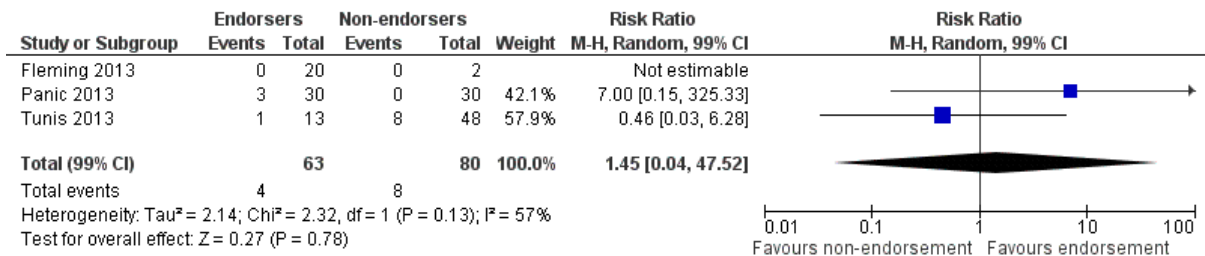 Endorsers Non-endorsers Risk Ratio Risk Ratio
Study or Subgroup Events Total Events Total Weight M-H, Random, 99% CI M-H, Random, 99% CI
Fleming 2013 0 20 0 2 Not estimable
Panic 2013 3 30 0 30 42.1% 7.00 [0.15, 325.33]
Tunis 2013 1 13 8 48 57.9% 0.46 [0.03, 6.28]
Total (99% CI) 63 80 100.0% 1.45 [0.04, 47.52]
Total events 4 8
Heterogeneity: Tau² = 2.14; Chi² = 2.32, df = 1 (P = 0.13); I² = 57%
Test for overall effect: Z = 0.27 (P = 0.78)
0.01 0.1 1 10 100
Favours non-endorsement Favours endorsement